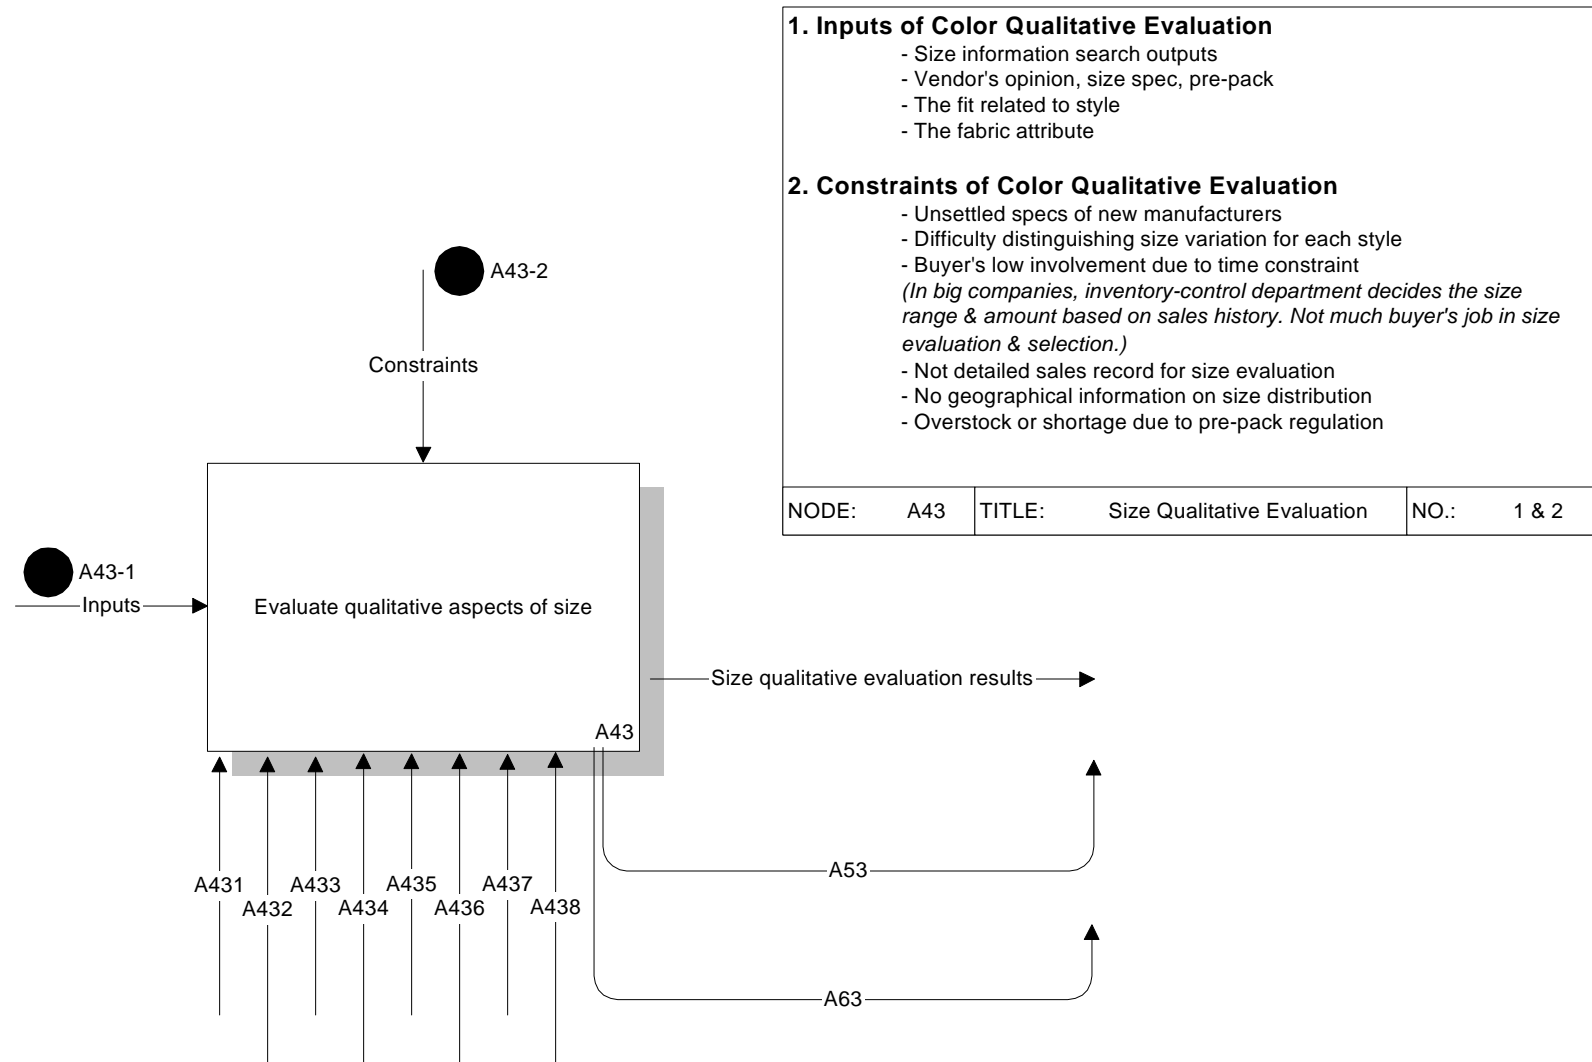 1. Inputs of Color Qualitative Evaluation
- Size information search outputs
- Vendor's opinion, size spec, pre-pack
- The fit related to style
- The fabric attribute
2. Constraints of Color Qualitative Evaluation
- Unsettled specs of new manufacturers
- Difficulty distinguishing size variation for each style
- Buyer's low involvement due to time constraint
(In big companies, inventory-control department decides the size
range & amount based on sales history. Not much buyer's job in size
evaluation & selection.)
- Not detailed sales record for size evaluation
- No geographical information on size distribution
- Overstock or shortage due to pre-pack regulation
NODE: A43 TITLE: Size Qualitative Evaluation NO.: 1 & 2
A43-2
Constraints
A43-1
Inputs
Evaluate qualitative aspects of size
Size qualitative evaluation results
A43
A53
A431 A433 A435 A437
A432 A434 A436 A438
A63